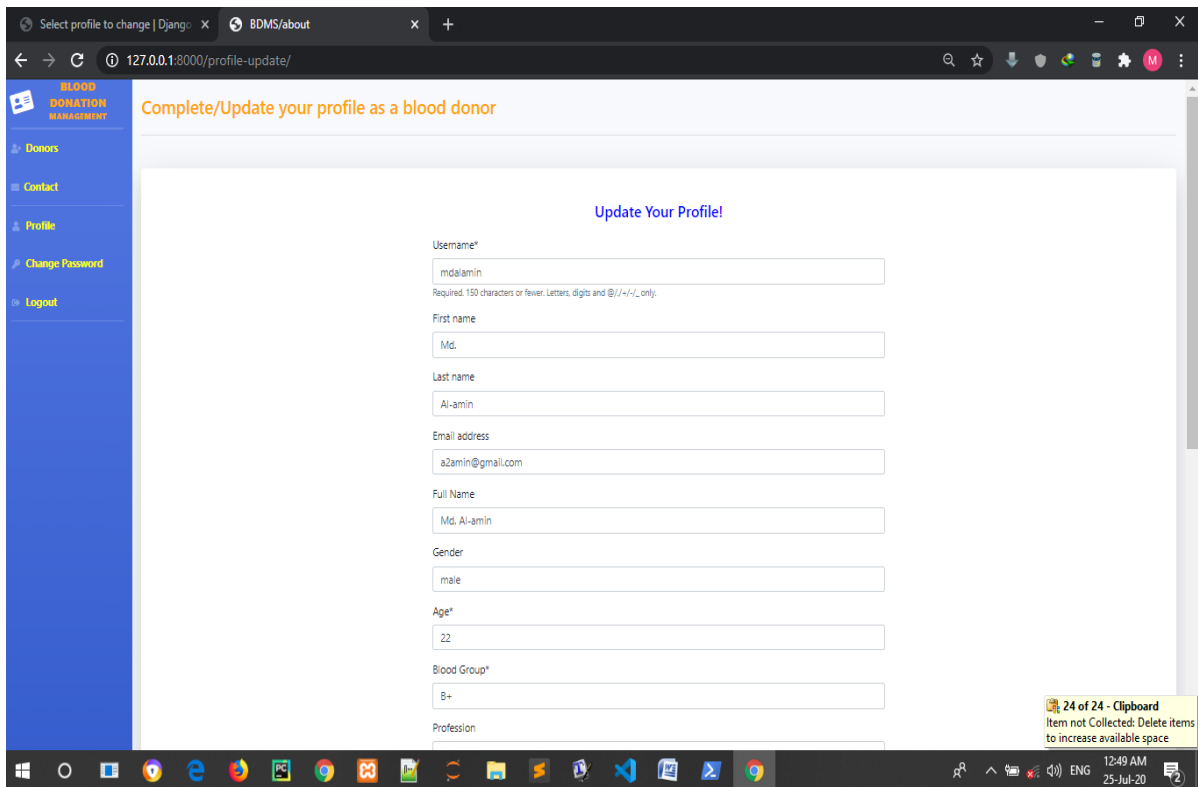 Select profile to change | Django
BDMS/about
127.0.0.1:8000/profile-update/
M
BLOOD
DONATION
MANAGEMENT
Donors
Contact
Profile
Change Password
Logout
Complete/Update your profile as a blood donor
Update Your Profile!
Username*
mdalamin
Required. 150 characters or fewer. Letters, digits and @/./+/-/_ only.
First name
Md.
Last name
Al-amin
Email address
a2amin@gmail.com
Full Name
Md. Al-amin
Gender
male
Age*
22
Blood Group*
B+
Profession
24 of 24 - Clipboard
Item not Collected: Delete items
to increase available space
PC
ENG
12:49 AM
25-Jul-20
2